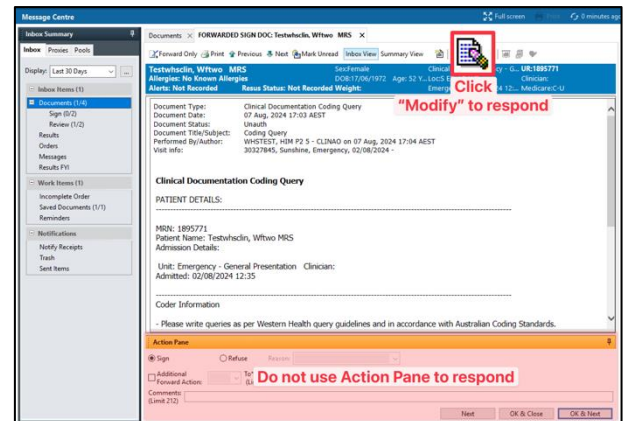 Message Centre
Full screen
0 minutes ago
Inbox Summary
Documents FORWARDED SIGN DOC: Testwhsclin, Wftwo MRS
Inbox Proxies Pools
Forward Only Print Previous Next Mark Unread Inbox View Summary View
Display: Last 30 Days
Testwhsclin, Wftwo MRS
Sex:Female
UR:1895771
Allergies: No Known Allergies
DOB:17/06/1972 Age: 52 Y...
Clinician:
Alerts: Not Recorded
Resus Status: Not Recorded Weight:
Medicare:C-U
Click
"Modify" to respond
Inbox Items (1)
Documents (1/4)
Sign (0/2)
Review (1/2)
Results
Orders
Messages
Results FYI
Work Items (1)
Incomplete Order
Saved Documents (1/1)
Reminders
Notifications
Notify Receipts
Trash
Sent Items
Document Type: Clinical Documentation Coding Query
Document Date: 07 Aug, 2024 17:03 AEST
Document Status: Unauth
Document Title/Subject: Coding Query
Performed By/Author: WHSTEST, HIM P2 5 - CLINAO on 07 Aug, 2024 17:04 AEST
Visit info: 30327845, Sunshine, Emergency, 02/08/2024 -
Clinical Documentation Coding Query
PATIENT DETAILS:
MRN: 1895771
Patient Name: Testwhsclin, Wftwo MRS
Admission Details:
Unit: Emergency - General Presentation Clinician:
Admitted: 02/08/2024 12:35
Coder Information
- Please write queries as per Western Health query guidelines and in accordance with Australian Coding Standards.
Action Pane
Sign Refuse Reason:
Additional
Forward Action:
Do not use Action Pane to respond
Comments:
(Limit 212)
Next OK & Close OK & Next